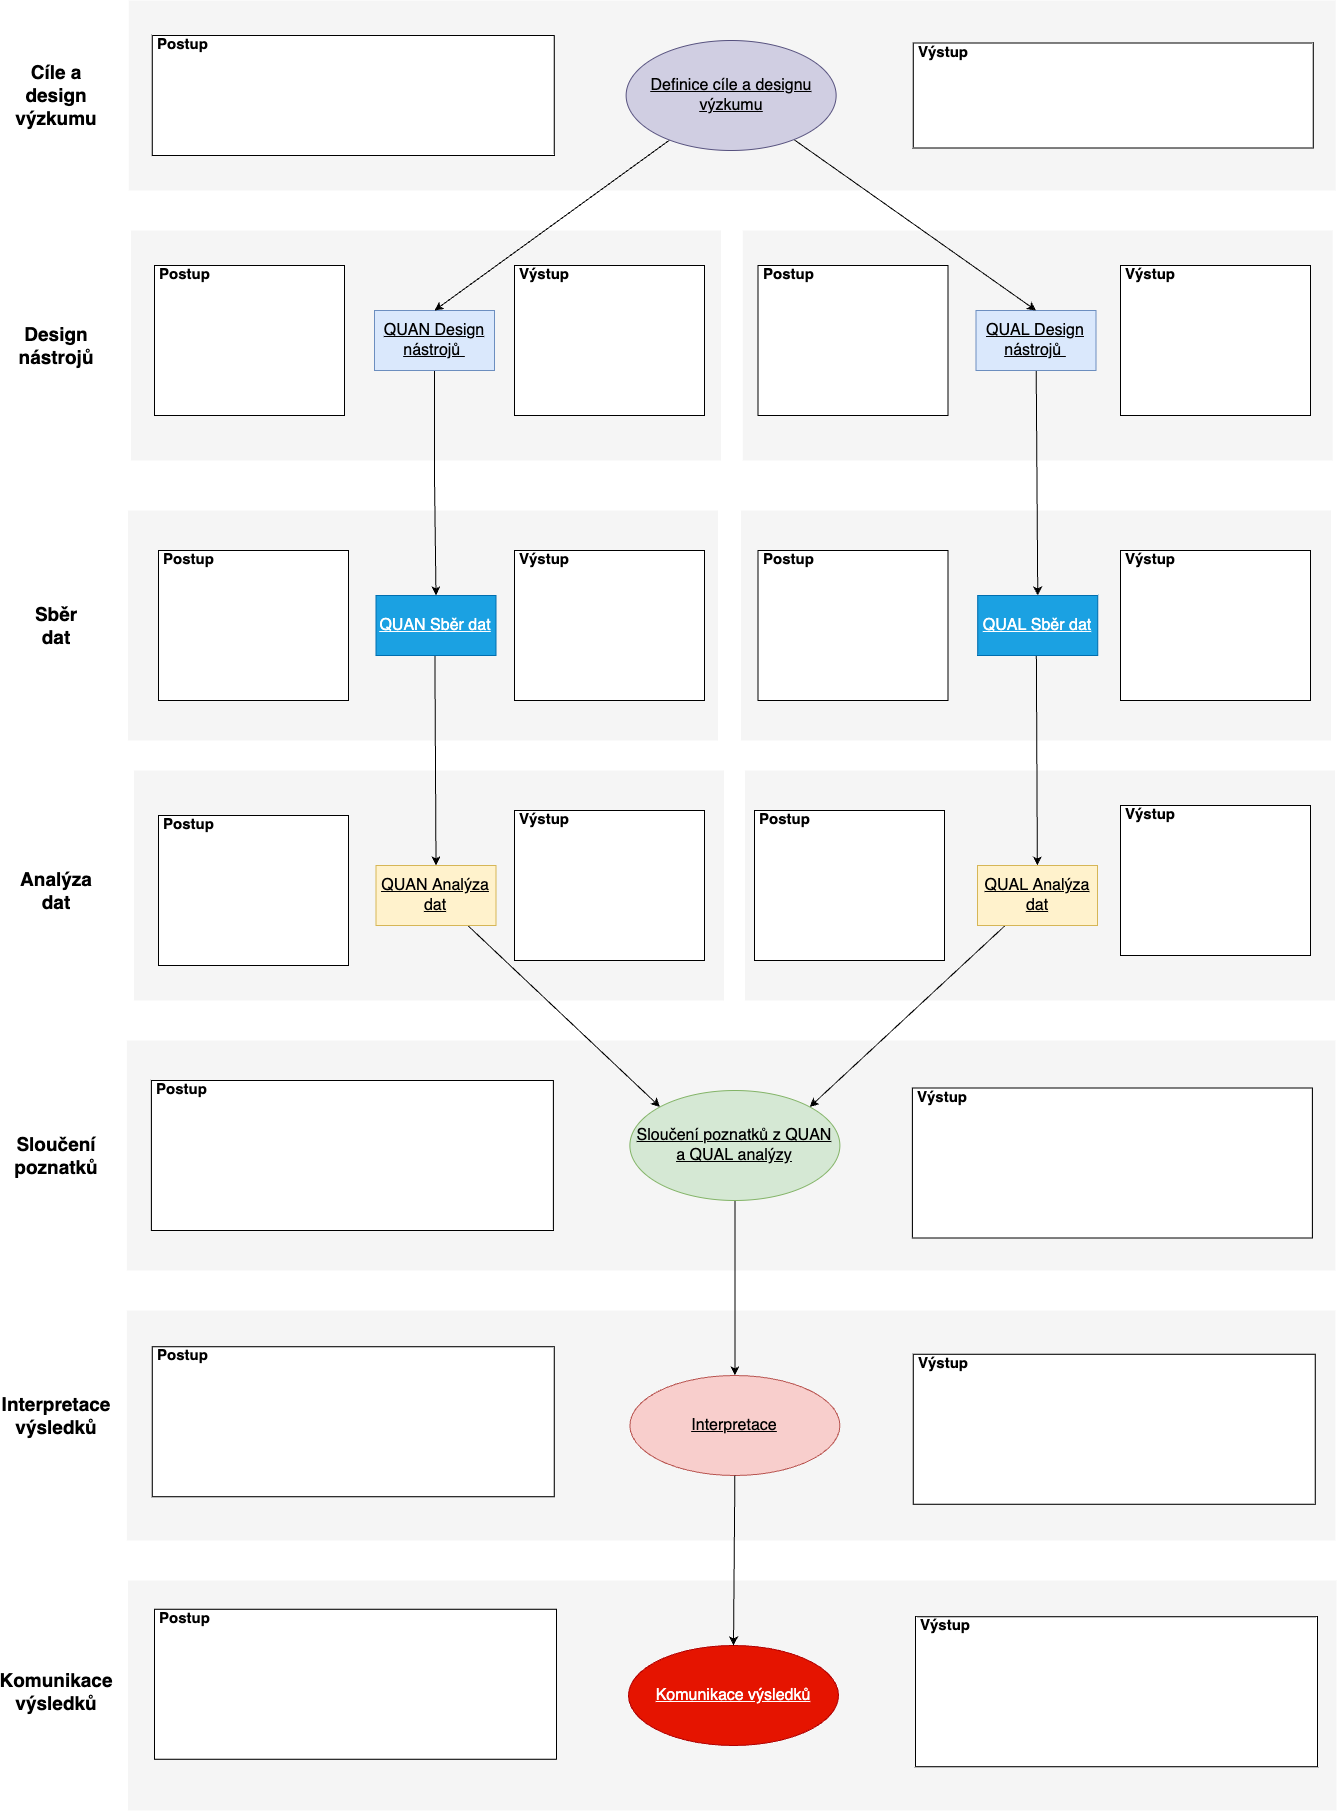 Cíle a
design
výzkumu
Postup
Definice cíle a designu
výzkumu
Výstup
Design
nástrojů
Postup
QUAN Design
nástrojů
Výstup
Postup
QUAL Design
nástrojů
Výstup
Sběr
dat
Postup
QUAN Sběr dat
Výstup
Postup
QUAL Sběr dat
Výstup
Analýza
dat
Postup
QUAN Analýza
dat
Výstup
Postup
QUAL Analýza
dat
Výstup
Sloučení
poznatků
Postup
Sloučení poznatků z QUAN
a QUAL analýzy
Výstup
Interpretace
výsledků
Postup
Interpretace
Výstup
Komunikace
výsledků
Postup
Komunikace výsledků
Výstup